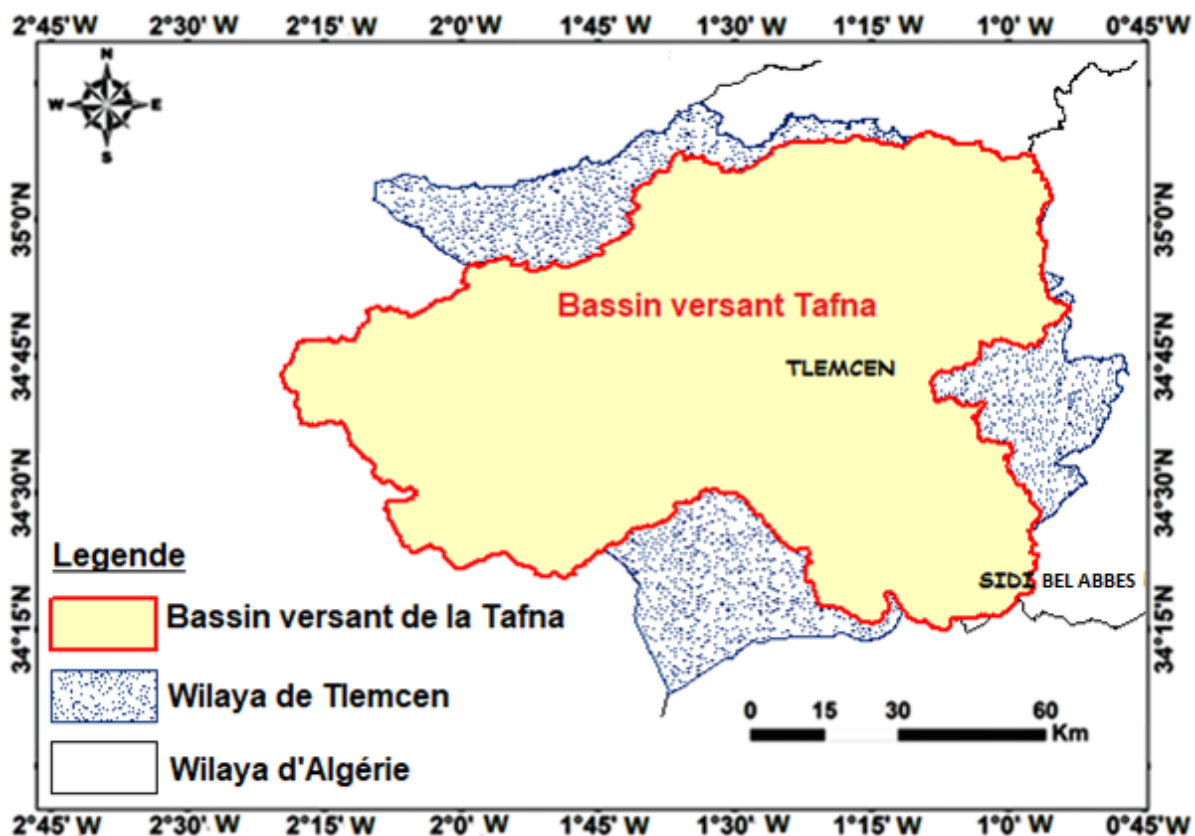 2°45'W 2°30'W 2°15'W 2°0'W 1°45'W 1°30'W 1°15'W 1°0'W 0°45'W
N
W E
S
35°0'N
34°45'N
34°30'N
34°15'N
Bassin versant Tafna
TLEMCEN
SIDI BEL ABBES
35°0'N
34°45'N
34°30'N
34°15'N
Legende
Bassin versant de la Tafna
Wilaya de Tlemcen
Wilaya d'Algérie
0 15 30 60
Km
2°45'W 2°30'W 2°15'W 2°0'W 1°45'W 1°30'W 1°15'W 1°0'W 0°45'W